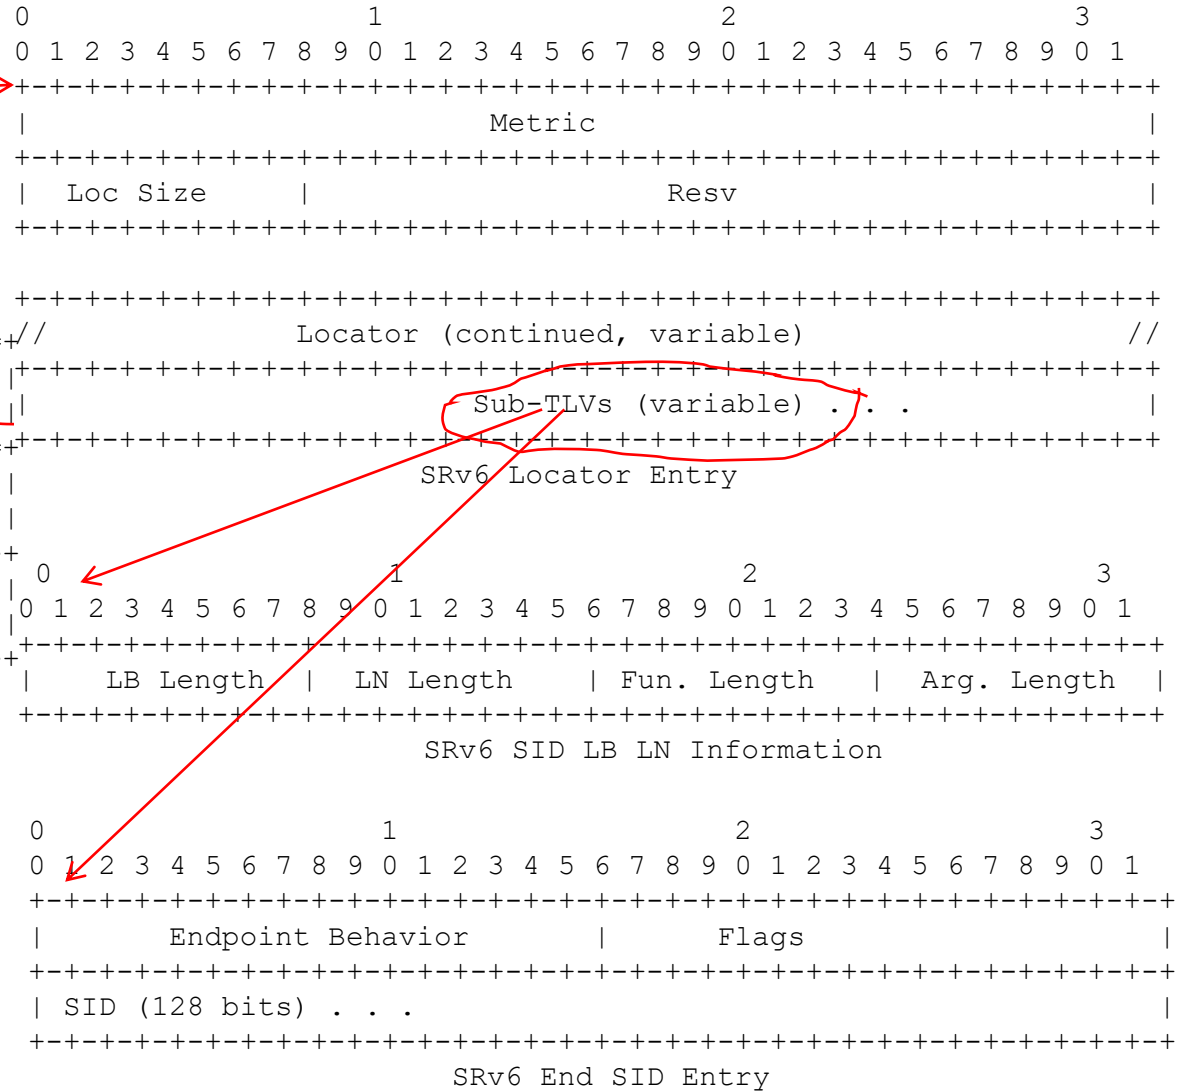 0                   1                   2                   3
0 1 2 3 4 5 6 7 8 9 0 1 2 3 4 5 6 7 8 9 0 1 2 3 4 5 6 7 8 9 0 1
+-+-+-+-+-+-+-+-+-+-+-+-+-+-+-+-+-+-+-+-+-+-+-+-+-+-+-+-+-+-+-+-+
|                          Metric                               |
+-+-+-+-+-+-+-+-+-+-+-+-+-+-+-+-+-+-+-+-+-+-+-+-+-+-+-+-+-+-+-+-+
|  Loc Size     |                    Resv                       |
+-+-+-+-+-+-+-+-+-+-+-+-+-+-+-+-+-+-+-+-+-+-+-+-+-+-+-+-+-+-+-+-+
+-+-+-+-+-+-+-+-+-+-+-+-+-+-+-+-+-+-+-+-+-+-+-+-+-+-+-+-+-+-+-+-+
//              Locator (continued, variable)                  //
+-+-+-+-+-+-+-+-+-+-+-+-+-+-+-+-+-+-+-+-+-+-+-+-+-+-+-+-+-+-+-+-+
|                         Sub-TLVs (variable) . . .             |
+-+-+-+-+-+-+-+-+-+-+-+-+-+-+-+-+-+-+-+-+-+-+-+-+-+-+-+-+-+-+-+-+
SRv6 Locator Entry
0                   1                   2                   3
0 1 2 3 4 5 6 7 8 9 0 1 2 3 4 5 6 7 8 9 0 1 2 3 4 5 6 7 8 9 0 1
+-+-+-+-+-+-+-+-+-+-+-+-+-+-+-+-+-+-+-+-+-+-+-+-+-+-+-+-+-+-+-+-+
|    LB Length  |  LN Length    | Fun. Length   |  Arg. Length  |
+-+-+-+-+-+-+-+-+-+-+-+-+-+-+-+-+-+-+-+-+-+-+-+-+-+-+-+-+-+-+-+-+
SRv6 SID LB LN Information
0                   1                   2                   3
0 1 2 3 4 5 6 7 8 9 0 1 2 3 4 5 6 7 8 9 0 1 2 3 4 5 6 7 8 9 0 1
+-+-+-+-+-+-+-+-+-+-+-+-+-+-+-+-+-+-+-+-+-+-+-+-+-+-+-+-+-+-+-+-+
|       Endpoint Behavior       |      Flags                    |
+-+-+-+-+-+-+-+-+-+-+-+-+-+-+-+-+-+-+-+-+-+-+-+-+-+-+-+-+-+-+-+-+
| SID (128 bits) . . .                                          |
+-+-+-+-+-+-+-+-+-+-+-+-+-+-+-+-+-+-+-+-+-+-+-+-+-+-+-+-+-+-+-+-+
SRv6 End SID Entry